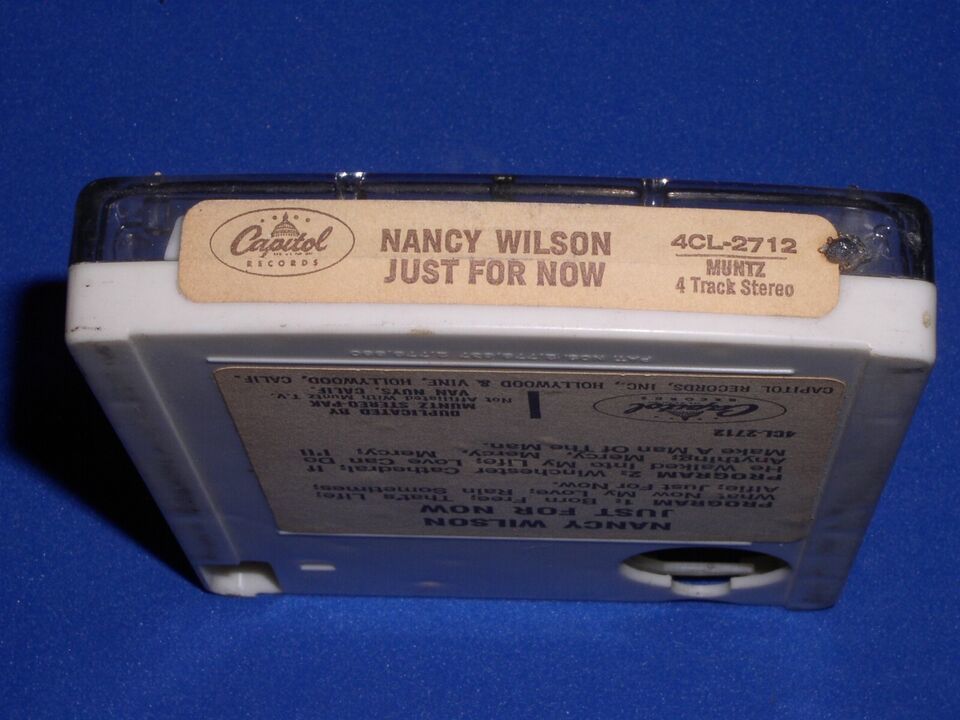 Capitol
RECORDS
NANCY WILSON
JUST FOR NOW
4CL-2712
MUNTZ
4 Track Stereo
NANCY WILSON
JUST FOR NOW
PROGRAM 1: Born Free; That's Life;
What Now My Love; Rain Sometimes;
Alfie; Just For Now.
PROGRAM 2: Winchester Cathedral; If
He Walked Into My Life; Love Can Do
Anything; Mercy, Mercy, Mercy; I'll
Make A Man Of The Man.
4CL-2712
Capitol
RECORDS
DUPLICATED BY
MUNTZ STEREO-PAK
VAN NUYS, CALIF.
Not Affiliated With Muntz T.V.
CAPITOL RECORDS, INC., HOLLYWOOD & VINE, HOLLYWOOD, CALIF.